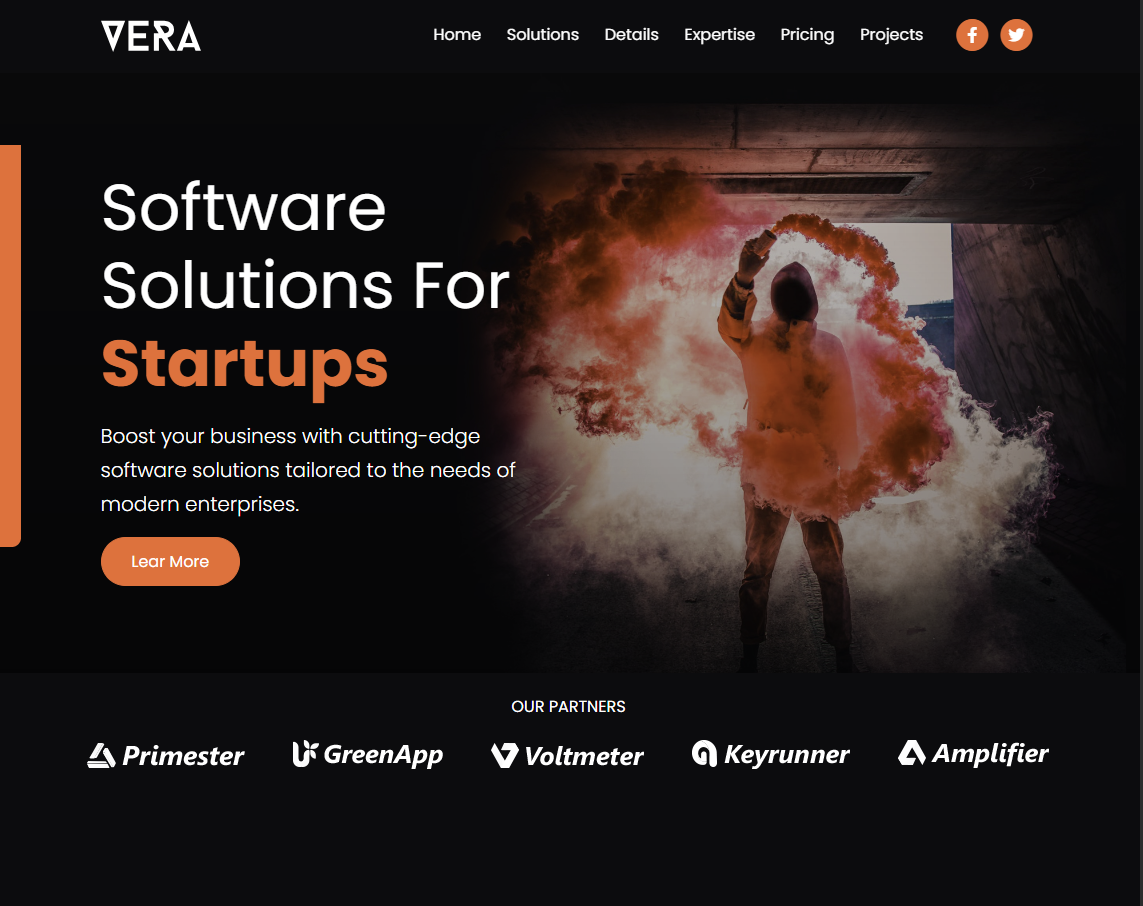 VERA
Home Solutions Details Expertise Pricing Projects
Software
Solutions For
Startups
Boost your business with cutting-edge
software solutions tailored to the needs of
modern enterprises.
Lear More
OUR PARTNERS
Primester GreenApp Voltmeter Keyrunner Amplifier